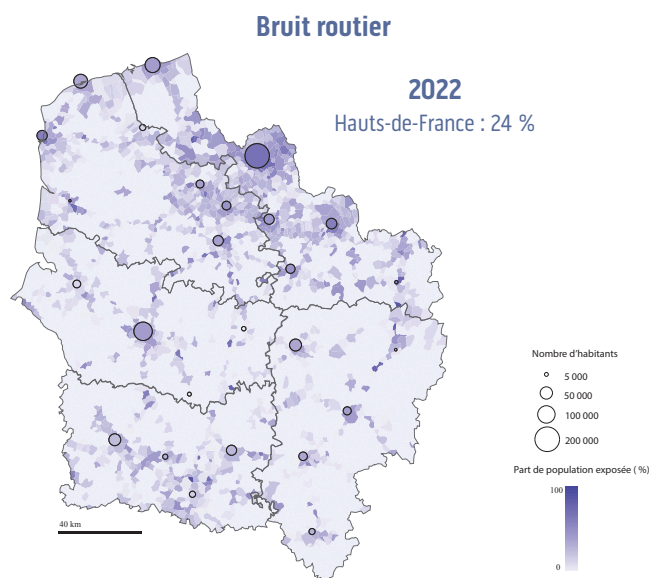 Bruit routier
2022
Hauts-de-France : 24 %
Nombre d'habitants
5 000
50 000
100 000
200 000
Part de population exposée ( %)
100
0
40 km